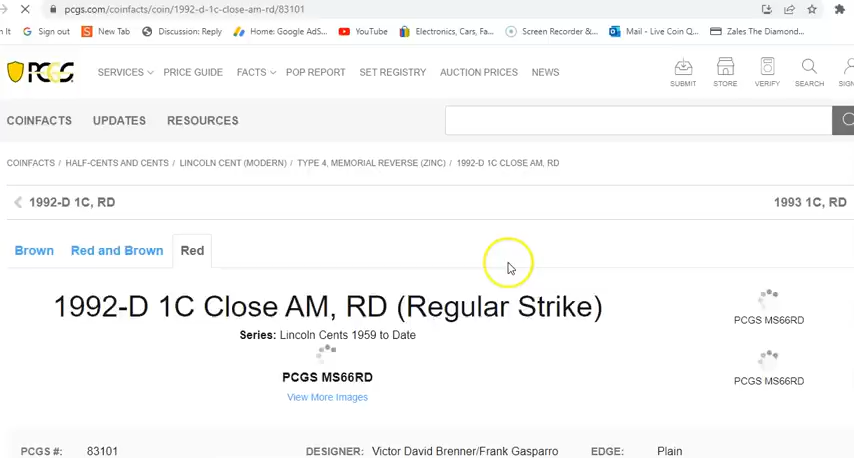 pcgs.com/coinfacts/coin/1992-d-1c-close-am-rd/83101
n It Sign out New Tab Discussion: Reply Home: Google AdS... YouTube Electronics, Cars, Fa... Screen Recorder &... Mail - Live Coin Q... Zales The Diamond...
PCGS SERVICES PRICE GUIDE FACTS POP REPORT SET REGISTRY AUCTION PRICES NEWS
SUBMIT STORE VERIFY SEARCH SIGN
COINFACTS UPDATES RESOURCES
COINFACTS / HALF-CENTS AND CENTS / LINCOLN CENT (MODERN) / TYPE 4, MEMORIAL REVERSE (ZINC) / 1992-D 1C CLOSE AM, RD
1992-D 1C, RD 1993 1C, RD
Brown Red and Brown Red
1992-D 1C Close AM, RD (Regular Strike)
Series: Lincoln Cents 1959 to Date
PCGS MS66RD
View More Images
PCGS MS66RD
PCGS MS66RD
PCGS #: 83101 DESIGNER: Victor David Brenner/Frank Gasparro EDGE: Plain